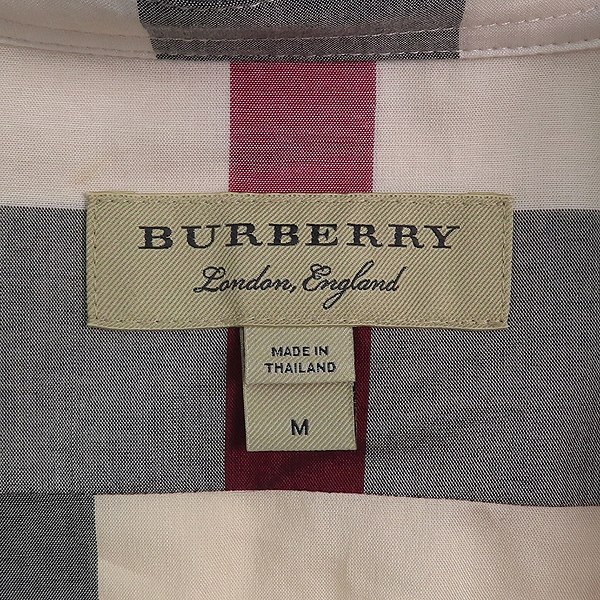 BURBERRY
London, England
MADE IN
THAILAND
M